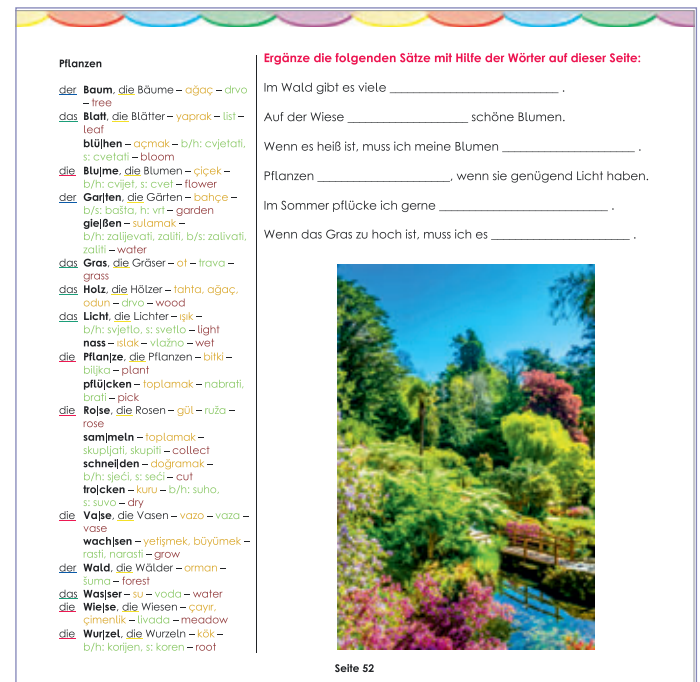 Pflanzen
der Baum, die Bäume – ağaç – drvo
– tree
das Blatt, die Blätter – yaprak – list –
leaf
blü|hen – açmak – b/h: cvjetati,
s: cvetati – bloom
die Blu|me, die Blumen – çiçek –
b/h: cvijet, s: cvet – flower
der Gar|ten, die Gärten – bahçe –
b/s: bašta, h: vrt – garden
gie|ßen – sulamak –
b/h: zalijevati, zaliti, b/s: zalivati,
zaliti – water
das Gras, die Gräser – ot – trava –
grass
das Holz, die Hölzer – tahta, ağaç,
odun – drvo – wood
das Licht, die Lichter – ışık –
b/h: svjetlo, s: svetlo – light
nass – ıslak – vlažno – wet
die Pflan|ze, die Pflanzen – bitki –
biljka – plant
pflü|cken – toplamak – nabrati,
brati – pick
die Ro|se, die Rosen – gül – ruža –
rose
sam|meln – toplamak –
skupljati, skupiti – collect
schnei|den – doğramak –
b/h: sjeći, s: seći – cut
tro|cken – kuru – b/h: suho,
s: suvo – dry
die Va|se, die Vasen – vazo – vaza –
vase
wach|sen – yetişmek, büyümek –
rasti, narasti – grow
der Wald, die Wälder – orman –
šuma – forest
das Was|ser – su – voda – water
die Wie|se, die Wiesen – çayır,
çimenlik – livada – meadow
die Wur|zel, die Wurzeln – kök –
b/h: korijen, s: koren – root
Ergänze die folgenden Sätze mit Hilfe der Wörter auf dieser Seite:
Im Wald gibt es viele ____________________________ .
Auf der Wiese ____________________ schöne Blumen.
Wenn es heiß ist, muss ich meine Blumen ______________________ .
Pflanzen ______________________, wenn sie genügend Licht haben.
Im Sommer pflücke ich gerne ____________________________ .
Wenn das Gras zu hoch ist, muss ich es _______________________ .
Seite 52